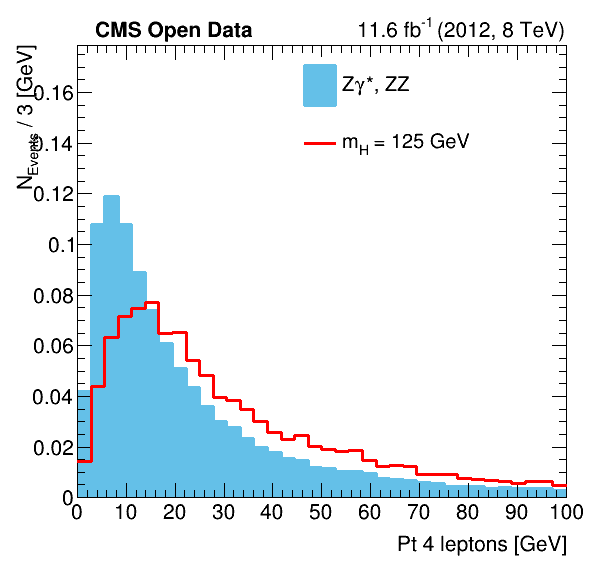 CMS Open Data 11.6 fb⁻¹ (2012, 8 TeV)
N_Events / 3 [GeV]
Zγ*, ZZ
m_H = 125 GeV
0.16
0.14
0.12
0.1
0.08
0.06
0.04
0.02
0
0 10 20 30 40 50 60 70 80 90 100
Pt 4 leptons [GeV]